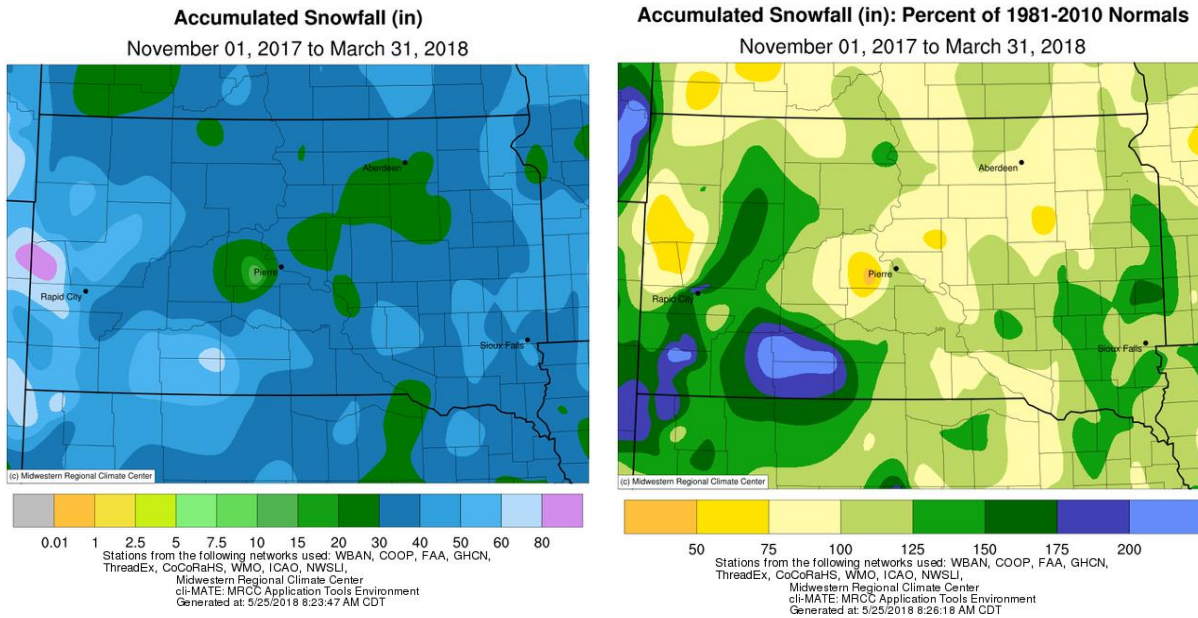 Accumulated Snowfall (in)
November 01, 2017 to March 31, 2018
Aberdeen
Pierre
Rapid City
Sioux Falls
(c) Midwestern Regional Climate Center
0.01 1 2.5 5 7.5 10 15 20 30 40 50 60 80
Stations from the following networks used: WBAN, COOP, FAA, GHCN,
ThreadEx, CoCoRaHS, WMO, ICAO, NWSLI,
Midwestern Regional Climate Center
cli-MATE: MRCC Application Tools Environment
Generated at: 5/25/2018 8:23:47 AM CDT
Accumulated Snowfall (in): Percent of 1981-2010 Normals
November 01, 2017 to March 31, 2018
Aberdeen
Pierre
Rapid City
Sioux Falls
(c) Midwestern Regional Climate Center
50 75 100 125 150 175 200
Stations from the following networks used: WBAN, COOP, FAA, GHCN,
ThreadEx, CoCoRaHS, WMO, ICAO, NWSLI,
Midwestern Regional Climate Center
cli-MATE: MRCC Application Tools Environment
Generated at: 5/25/2018 8:26:18 AM CDT